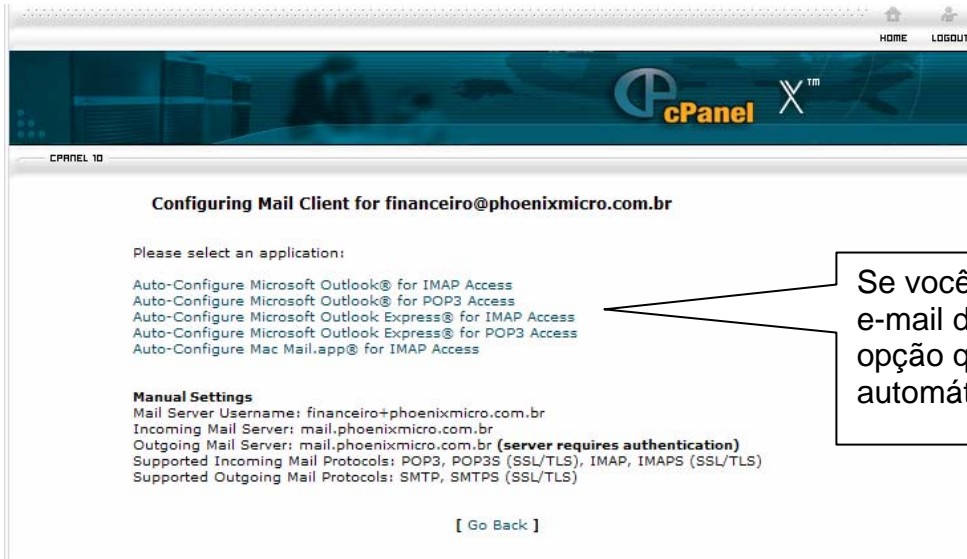 HOME LOGOUT
cPanel X™
CPANEL 10
Configuring Mail Client for financeiro@phoenixmicro.com.br
Please select an application:
Auto-Configure Microsoft Outlook® for IMAP Access
Auto-Configure Microsoft Outlook® for POP3 Access
Auto-Configure Microsoft Outlook Express® for IMAP Access
Auto-Configure Microsoft Outlook Express® for POP3 Access
Auto-Configure Mac Mail.app® for IMAP Access
Se você
e-mail d
opção q
automát
Manual Settings
Mail Server Username: financeiro+phoenixmicro.com.br
Incoming Mail Server: mail.phoenixmicro.com.br
Outgoing Mail Server: mail.phoenixmicro.com.br (server requires authentication)
Supported Incoming Mail Protocols: POP3, POP3S (SSL/TLS), IMAP, IMAPS (SSL/TLS)
Supported Outgoing Mail Protocols: SMTP, SMTPS (SSL/TLS)
[ Go Back ]